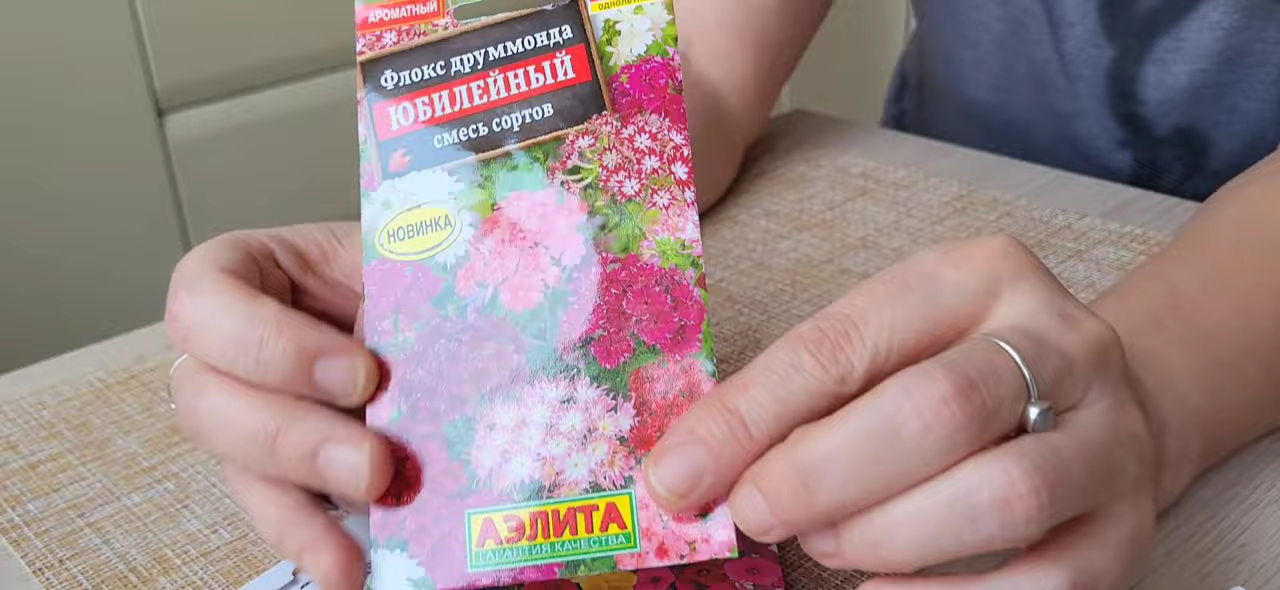 АРОМАТНЫЙ
Флокс друммонда
ЮБИЛЕЙНЫЙ
смесь сортов
НОВИНКА
АЭЛИТА
ГАРАНТИЯ КАЧЕСТВА